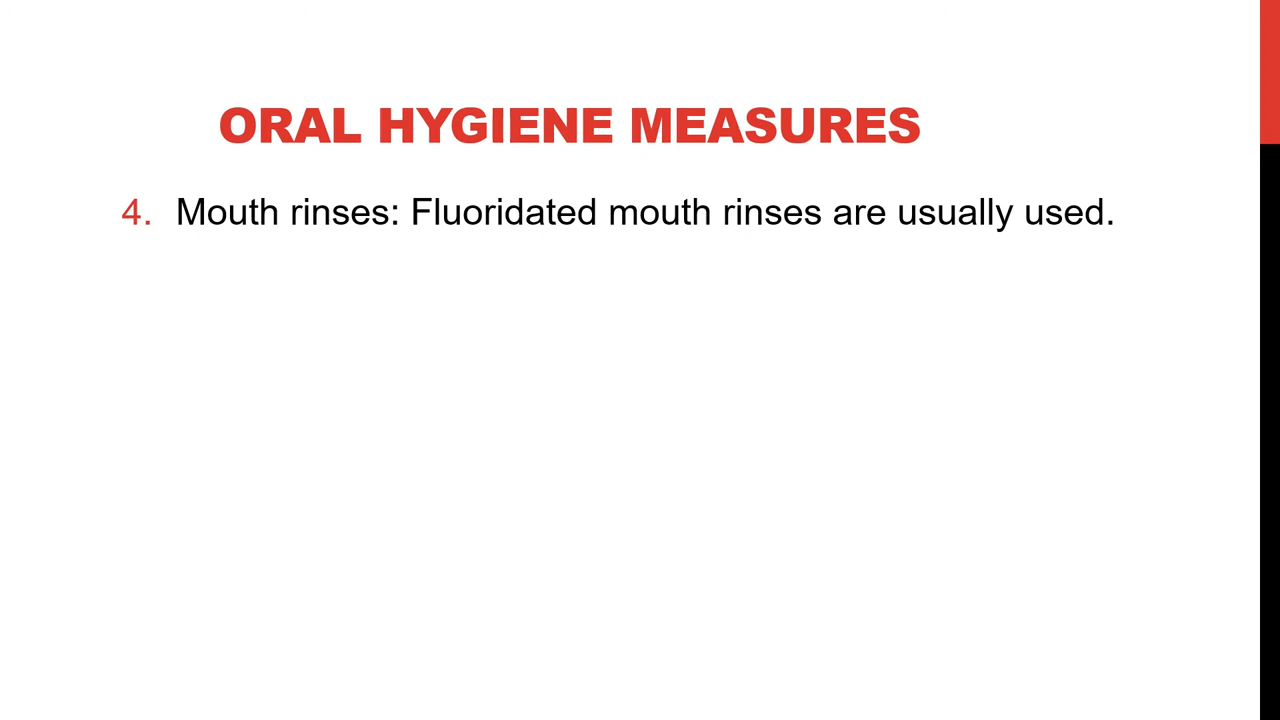 ORAL HYGIENE MEASURES
4. Mouth rinses: Fluoridated mouth rinses are usually used.